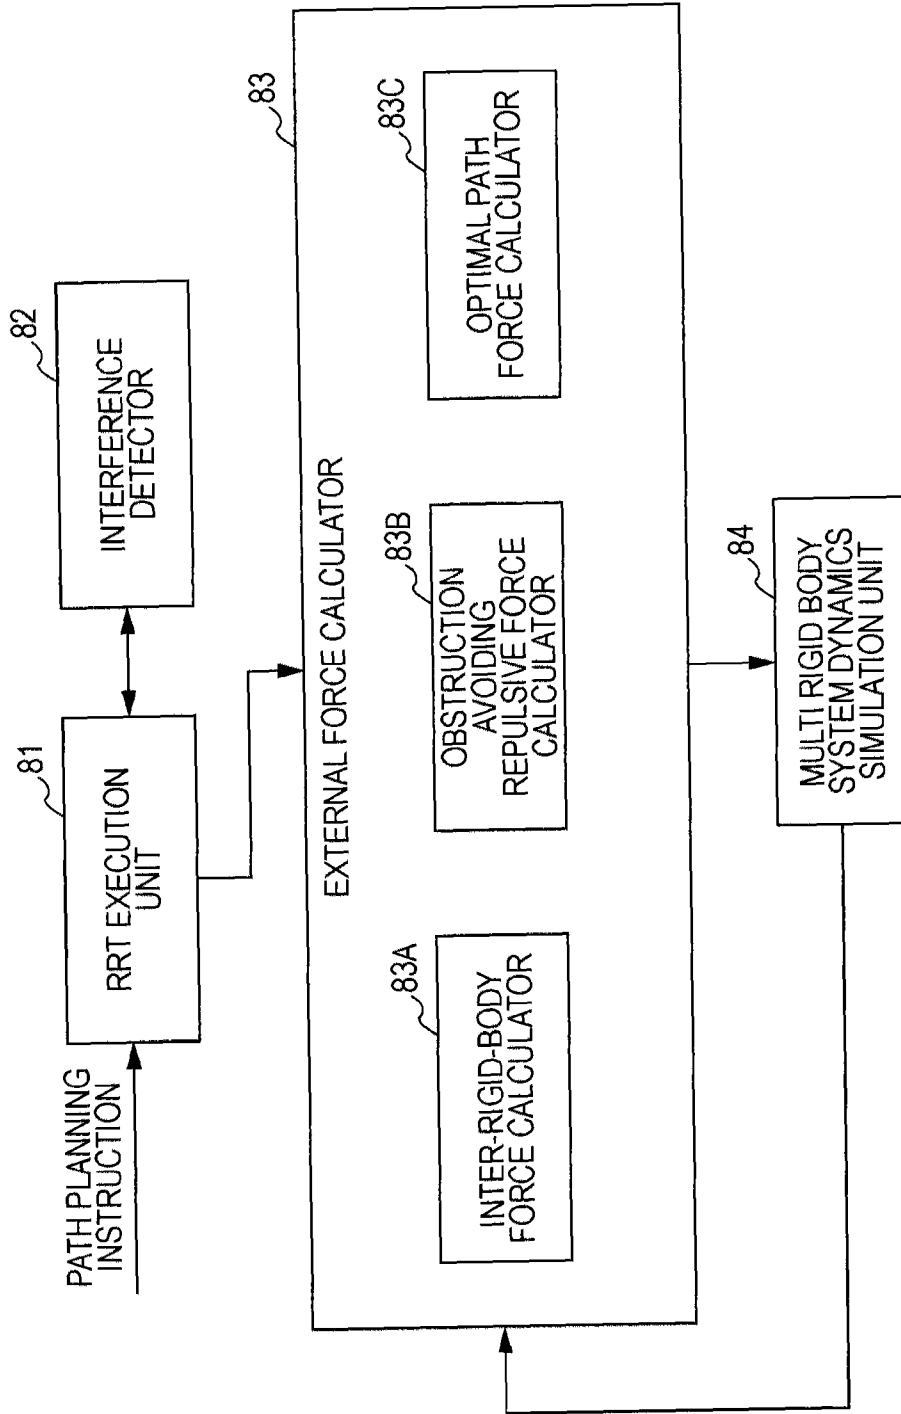 PATH PLANNING
INSTRUCTION
81
RRT EXECUTION
UNIT
82
INTERFERENCE
DETECTOR
83
EXTERNAL FORCE CALCULATOR
83A
INTER-RIGID-BODY
FORCE CALCULATOR
83B
OBSTRUCTION
AVOIDING
REPULSIVE FORCE
CALCULATOR
83C
OPTIMAL PATH
FORCE CALCULATOR
84
MULTI RIGID BODY
SYSTEM DYNAMICS
SIMULATION UNIT